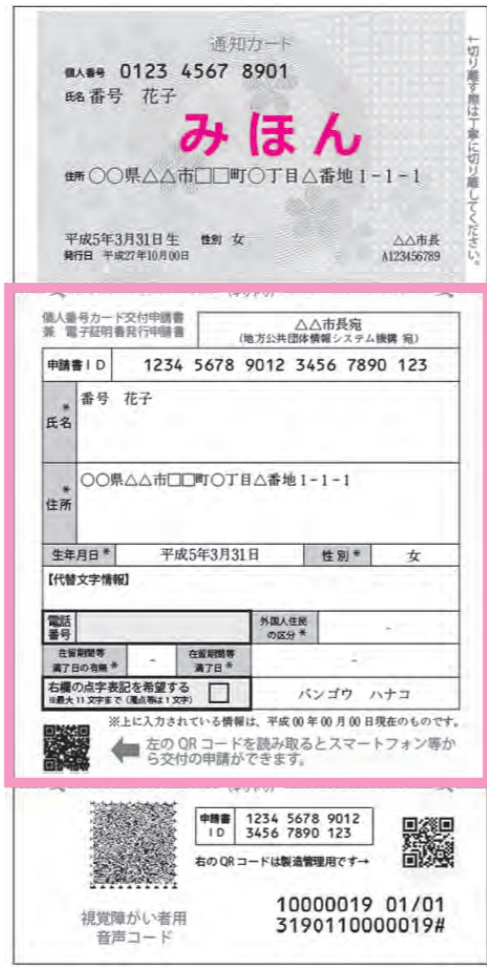 通知カード
個人番号 0123 4567 8901
氏名 番号 花子
みほん
住所 〇〇県△△市□□町〇丁目△番地1-1-1
平成5年3月31日生 性別 女
△△市長
発行日 平成27年10月00日
A123456789
↑切り離す際は丁寧に切り離してください。
個人番号カード交付申請書
兼 電子証明書発行申請書
△△市長宛
(地方公共団体情報システム機構 宛)
申請書ID 1234 5678 9012 3456 7890 123
氏名* 番号 花子
住所* 〇〇県△△市□□町〇丁目△番地1-1-1
生年月日* 平成5年3月31日 性別* 女
【代替文字情報】
電話番号
外国人住民の区分* -
在留期間等満了日の有無* - 在留期間等満了日* -
右欄の点字表記を希望する
※最大11文字まで(濁点等は1文字)
バンゴウ ハナコ
※上に入力されている情報は、平成00年00月00日現在のものです。
左のQRコードを読み取るとスマートフォン等か
ら交付の申請ができます。
申請書ID 1234 5678 9012
3456 7890 123
右のQRコードは製造管理用です→
視覚障がい者用
音声コード
10000019 01/01
3190110000019#